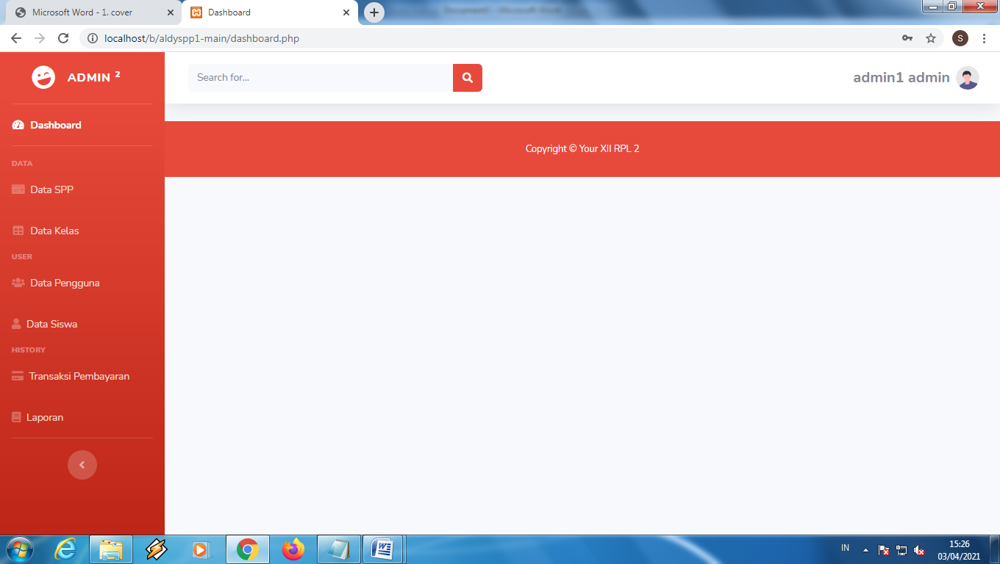 Microsoft Word - 1. cover
Dashboard
localhost/b/aldyspp1-main/dashboard.php
S
ADMIN 2
Search for...
admin1 admin
Dashboard
DATA
Data SPP
Data Kelas
USER
Data Pengguna
Data Siswa
HISTORY
Transaksi Pembayaran
Laporan
Copyright © Your XII RPL 2
IN
15:26
03/04/2021